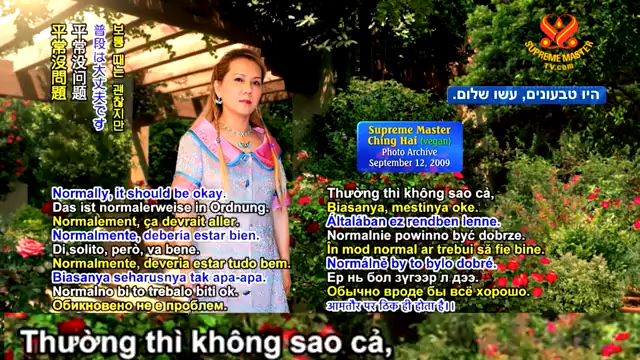 SUPREME MASTER
TV.com
היו טבעונים, עשו שלום.
보통 때는 괜찮지만
普段は大丈夫です
平常没问题
平常沒問題
Supreme Master
Ching Hai (vegan)
Photo Archive
September 12, 2009
Normally, it should be okay.
Das ist normalerweise in Ordnung.
Normalement, ça devrait aller.
Normalmente, debería estar bien.
Di solito, però, va bene.
Normalmente, deveria estar tudo bem.
Biasanya seharusnya tak apa-apa.
Normalno bi to trebalo biti ok.
Обикновено не е проблем.
Thường thì không sao cả,
Biasanya, mestinya oke.
Általában ez rendben lenne.
Normalnie powinno być dobrze.
În mod normal ar trebui să fie bine.
Normálně by to bylo dobré.
Ер нь бол зүгээр л дээ.
Обычно вроде бы всё хорошо.
आमतौर पर ठीक ही होता है।।
Thường thì không sao cả,